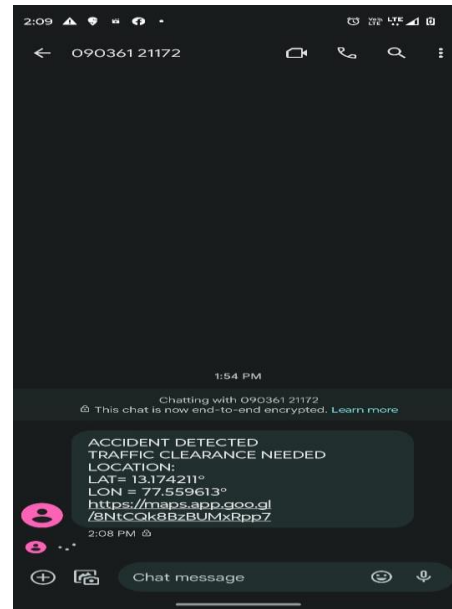 2:09
LTE
09036121172
1:54 PM
Chatting with 090361 21172
This chat is now end-to-end encrypted. Learn more
ACCIDENT DETECTED
TRAFFIC CLEARANCE NEEDED
LOCATION:
LAT= 13.174211°
LON = 77.559613°
https://maps.app.goo.gl
/8NtCQk8BzBUMxRpp7
2:08 PM
Chat message